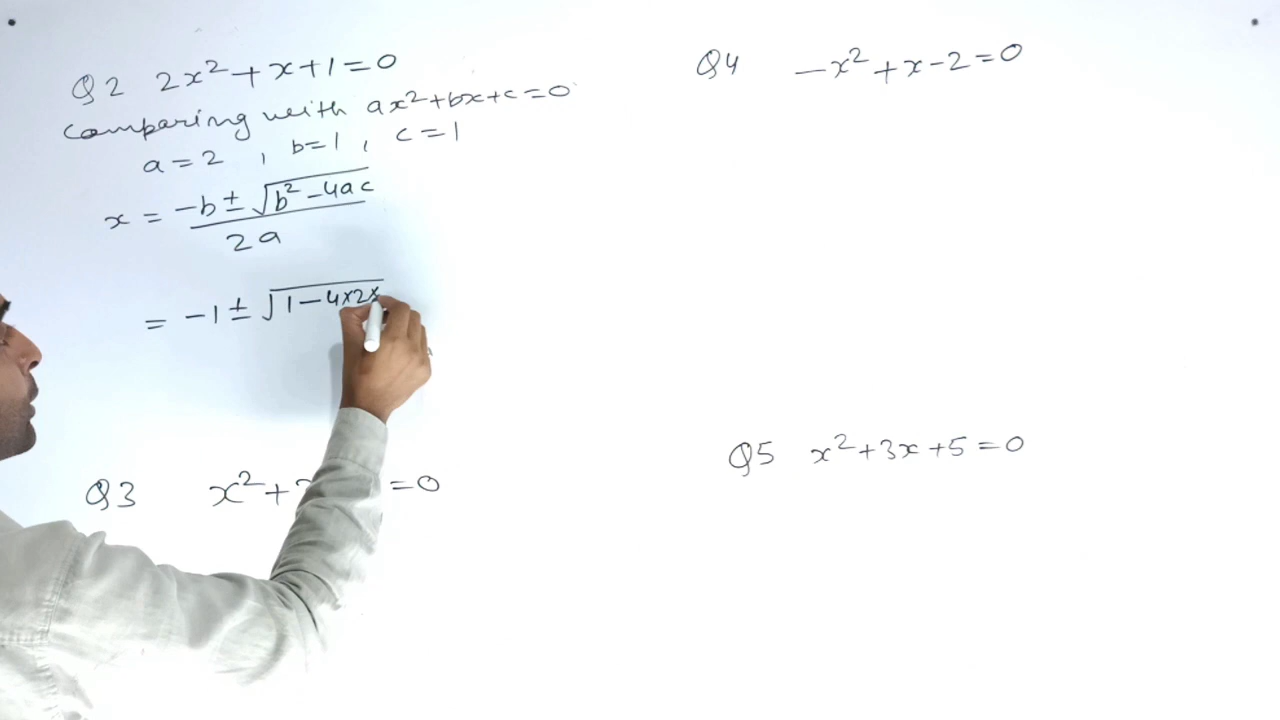 Q2 2x²+x+1=0
Comparing with ax²+bx+c=0
a=2 , b=1 , c=1
x = -b±√(b²-4ac) / 2a
= -1±√(1-4×2×
Q3 x²+ =0
Q4 -x²+x-2=0
Q5 x²+3x+5=0